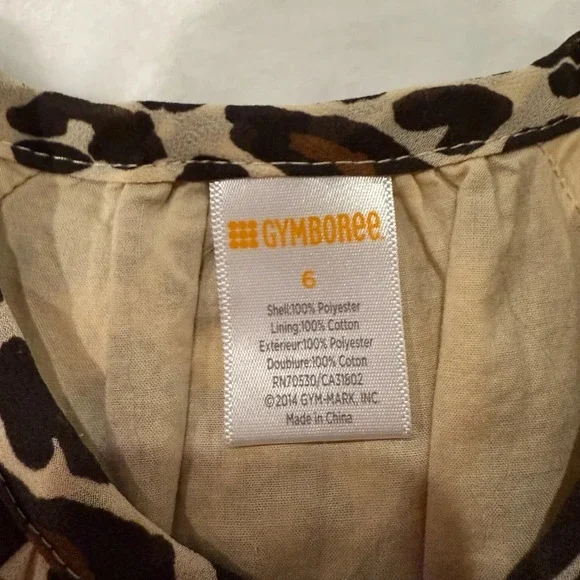 GYMBOREE
6
Shell:100% Polyester
Lining:100% Cotton
Extérieur:100% Polyester
Doublure:100% Coton
RN70530/CA31802
©2014 GYM-MARK, INC.
Made in China